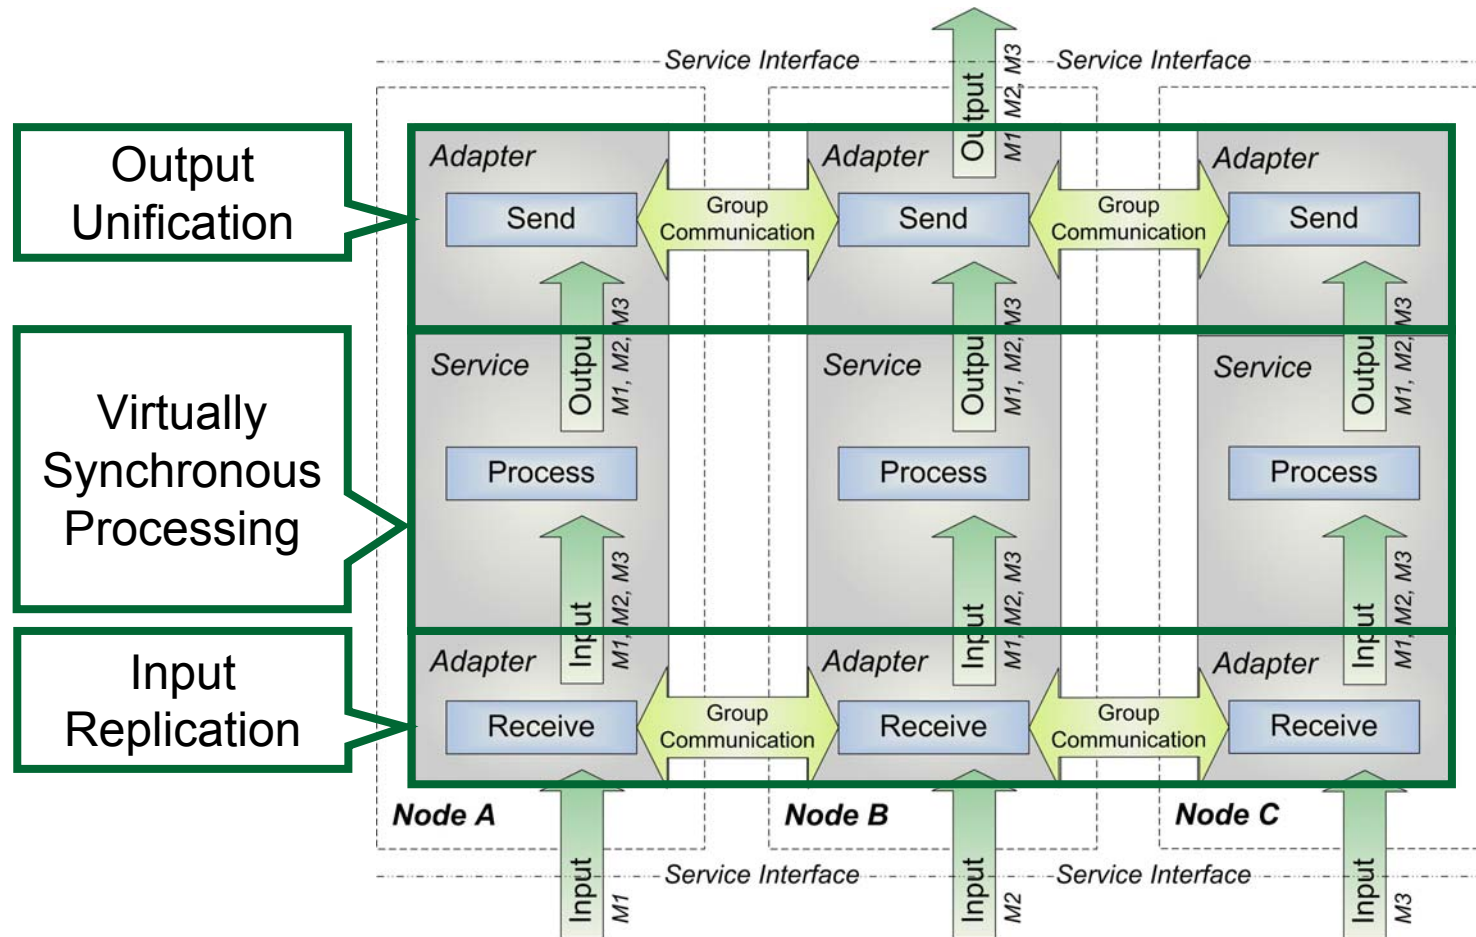 Service Interface
Service Interface
Output
M1, M2, M3
Output
Unification
Adapter
Adapter
Adapter
Send
Group
Communication
Send
Group
Communication
Send
Output
M1, M2, M3
Output
M1, M2, M3
Output
M1, M2, M3
Virtually
Synchronous
Processing
Service
Service
Service
Process
Process
Process
Input
M1, M2, M3
Input
M1, M2, M3
Input
M1, M2, M3
Input
Replication
Adapter
Adapter
Adapter
Receive
Group
Communication
Receive
Group
Communication
Receive
Node A
Node B
Node C
Service Interface
Service Interface
Input
M1
Input
M2
Input
M3